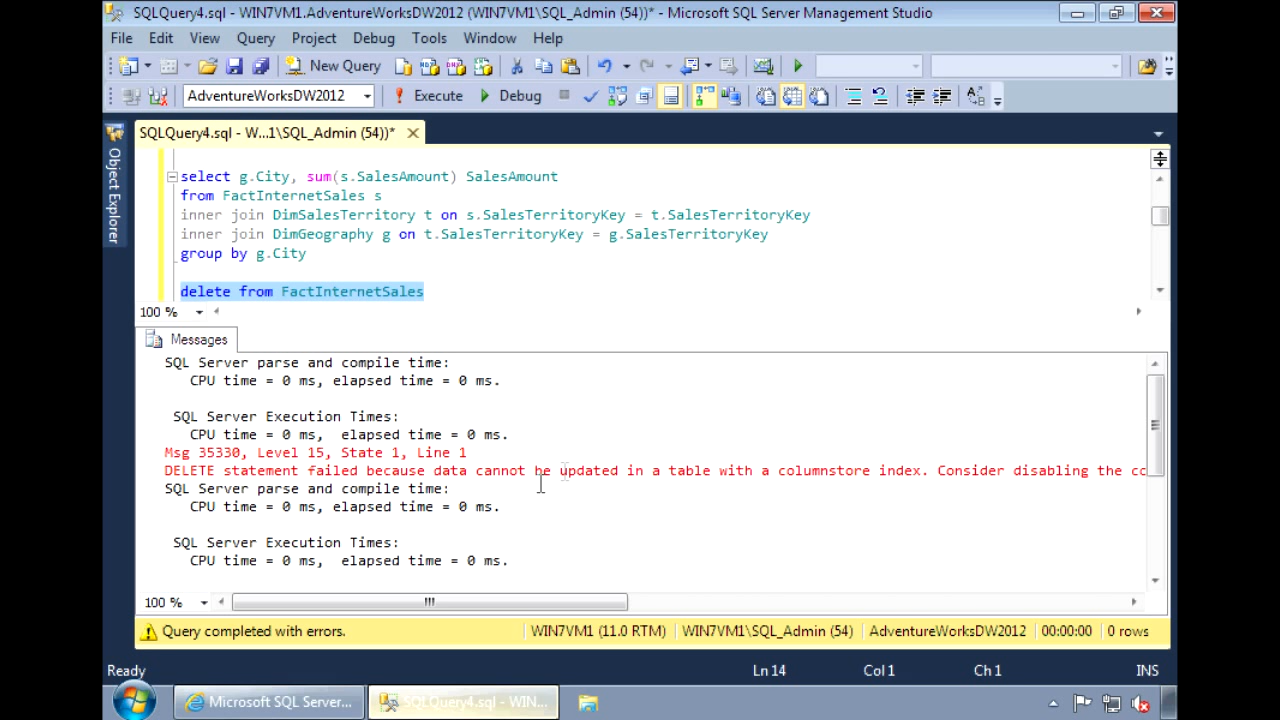 SQLQuery4.sql - WIN7VM1.AdventureWorksDW2012 (WIN7VM1\SQL_Admin (54))* - Microsoft SQL Server Management Studio
File Edit View Query Project Debug Tools Window Help
New Query
AdventureWorksDW2012 Execute Debug
SQLQuery4.sql - W...1\SQL_Admin (54))*
Object Explorer
select g.City, sum(s.SalesAmount) SalesAmount
from FactInternetSales s
inner join DimSalesTerritory t on s.SalesTerritoryKey = t.SalesTerritoryKey
inner join DimGeography g on t.SalesTerritoryKey = g.SalesTerritoryKey
group by g.City
delete from FactInternetSales
100 %
Messages
SQL Server parse and compile time:
CPU time = 0 ms, elapsed time = 0 ms.
SQL Server Execution Times:
CPU time = 0 ms, elapsed time = 0 ms.
Msg 35330, Level 15, State 1, Line 1
DELETE statement failed because data cannot be updated in a table with a columnstore index. Consider disabling the co
SQL Server parse and compile time:
CPU time = 0 ms, elapsed time = 0 ms.
SQL Server Execution Times:
CPU time = 0 ms, elapsed time = 0 ms.
100 %
Query completed with errors. WIN7VM1 (11.0 RTM) WIN7VM1\SQL_Admin (54) AdventureWorksDW2012 00:00:00 0 rows
Ready Ln 14 Col 1 Ch 1 INS
Microsoft SQL Server... SQLQuery4.sql - WIN...